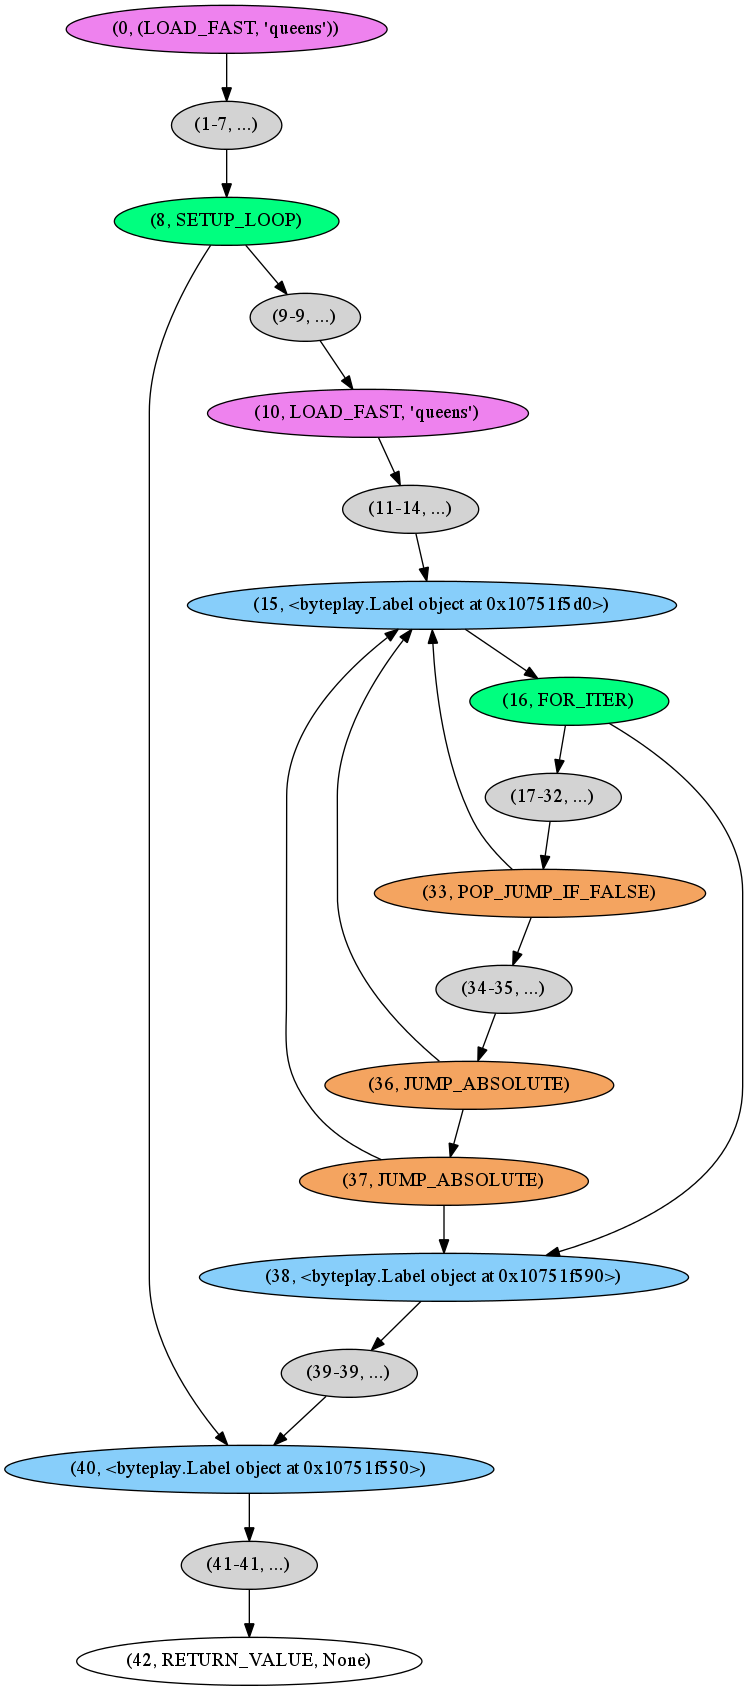 (0, (LOAD_FAST, 'queens'))
(1-7, ...)
(8, SETUP_LOOP)
(9-9, ...)
(10, LOAD_FAST, 'queens')
(11-14, ...)
(15, <byteplay.Label object at 0x10751f5d0>)
(16, FOR_ITER)
(17-32, ...)
(33, POP_JUMP_IF_FALSE)
(34-35, ...)
(36, JUMP_ABSOLUTE)
(37, JUMP_ABSOLUTE)
(38, <byteplay.Label object at 0x10751f590>)
(39-39, ...)
(40, <byteplay.Label object at 0x10751f550>)
(41-41, ...)
(42, RETURN_VALUE, None)